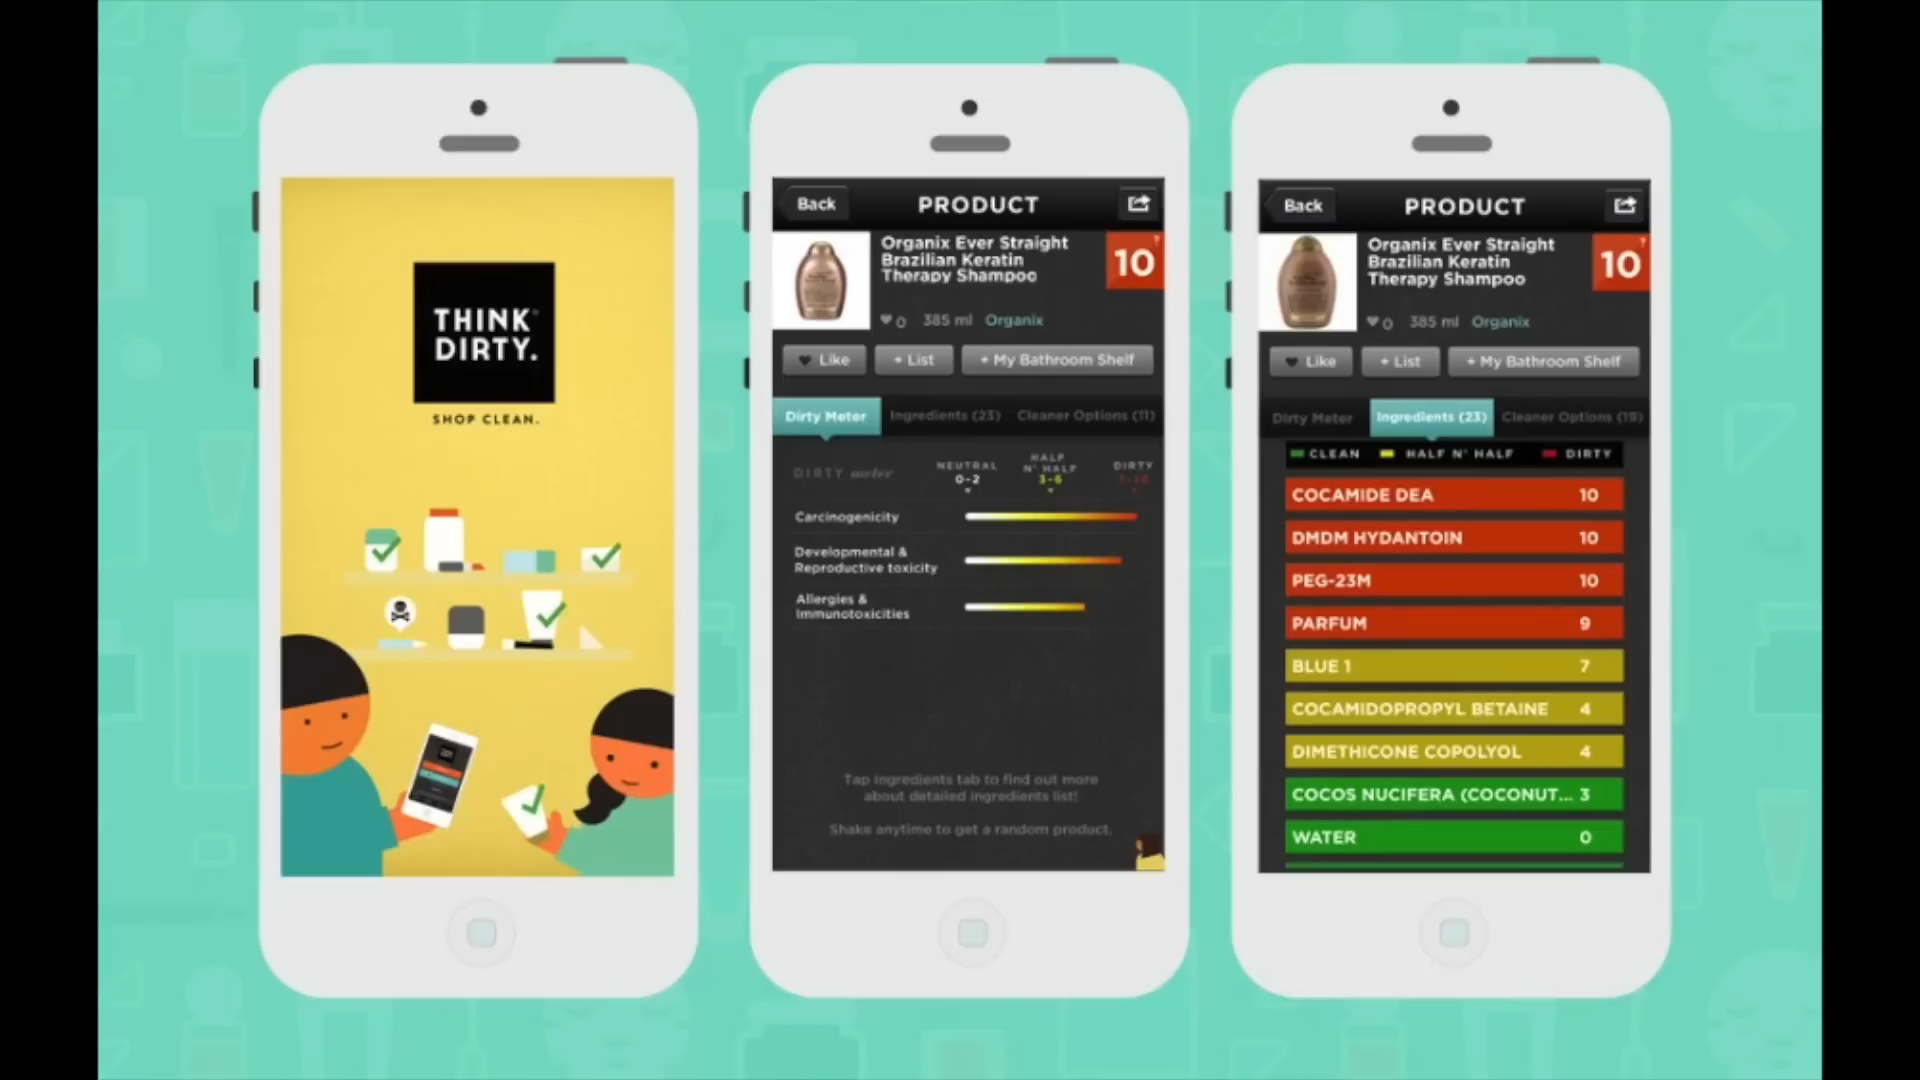 THINK
DIRTY.
SHOP CLEAN.
Back
PRODUCT
Organix Ever Straight
Brazilian Keratin
Therapy Shampoo
10
?
0 385 ml Organix
Like
+ List
+ My Bathroom Shelf
Dirty Meter
Ingredients (23)
Cleaner Options (11)
DIRTY meter
NEUTRAL
0-2
HALF
N' HALF
3-6
DIRTY
Carcinogenicity
Developmental &
Reproductive toxicity
Allergies &
Immunotoxicities
Tap ingredients tab to find out more
about detailed ingredients list!
Shake anytime to get a random product.
Back
PRODUCT
Organix Ever Straight
Brazilian Keratin
Therapy Shampoo
10
?
0 385 ml Organix
Like
+ List
+ My Bathroom Shelf
Dirty Meter
Ingredients (23)
Cleaner Options (19)
CLEAN HALF N' HALF DIRTY
COCAMIDE DEA 10
DMDM HYDANTOIN 10
PEG-23M 10
PARFUM 9
BLUE 1 7
COCAMIDOPROPYL BETAINE 4
DIMETHICONE COPOLYOL 4
COCOS NUCIFERA (COCONUT... 3
WATER 0